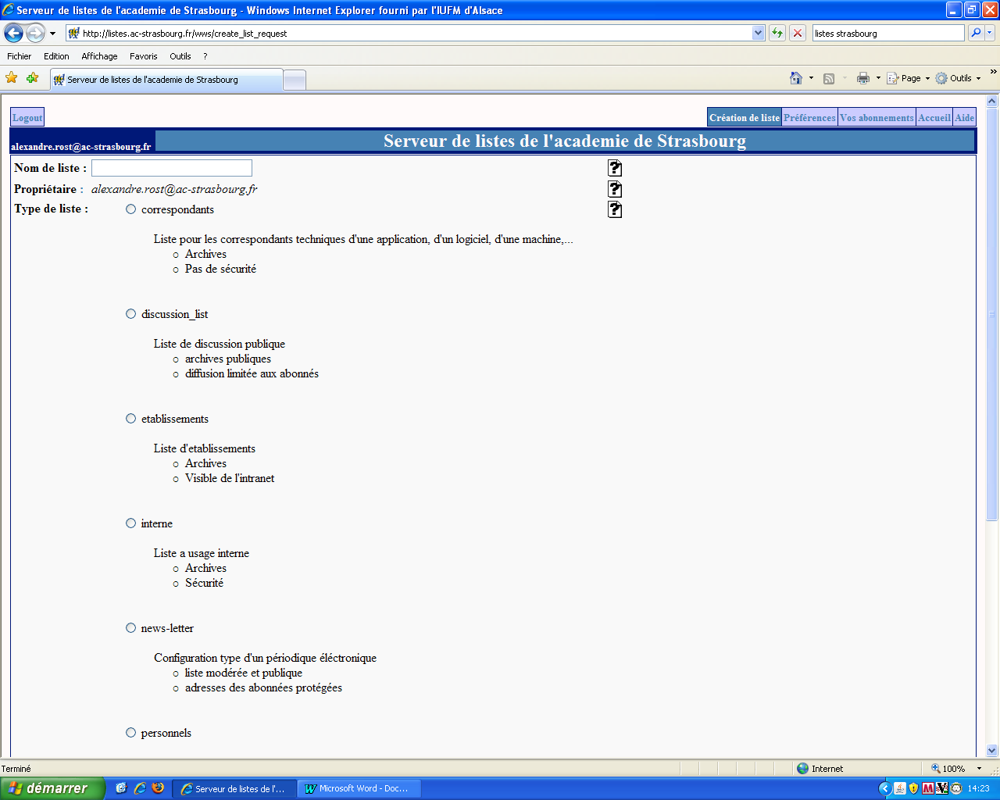 Serveur de listes de l'academie de Strasbourg - Windows Internet Explorer fourni par l'IUFM d'Alsace
http://listes.ac-strasbourg.fr/wws/create_list_request
listes strasbourg
Fichier Edition Affichage Favoris Outils ?
Serveur de listes de l'academie de Strasbourg
Page Outils »
Logout
Création de liste Préférences Vos abonnements Accueil Aide
alexandre.rost@ac-strasbourg.fr
Serveur de listes de l'academie de Strasbourg
Nom de liste : ?
Propriétaire : alexandre.rost@ac-strasbourg.fr ?
Type de liste : correspondants ?
Liste pour les correspondants techniques d'une application, d'un logiciel, d'une machine,...
Archives
Pas de sécurité
discussion_list
Liste de discussion publique
archives publiques
diffusion limitée aux abonnés
etablissements
Liste d'etablissements
Archives
Visible de l'intranet
interne
Liste a usage interne
Archives
Sécurité
news-letter
Configuration type d'un périodique éléctronique
liste modérée et publique
adresses des abonnées protégées
personnels
Terminé
Internet
100%
démarrer
Serveur de listes de l'...
Microsoft Word - Doc...
14:23